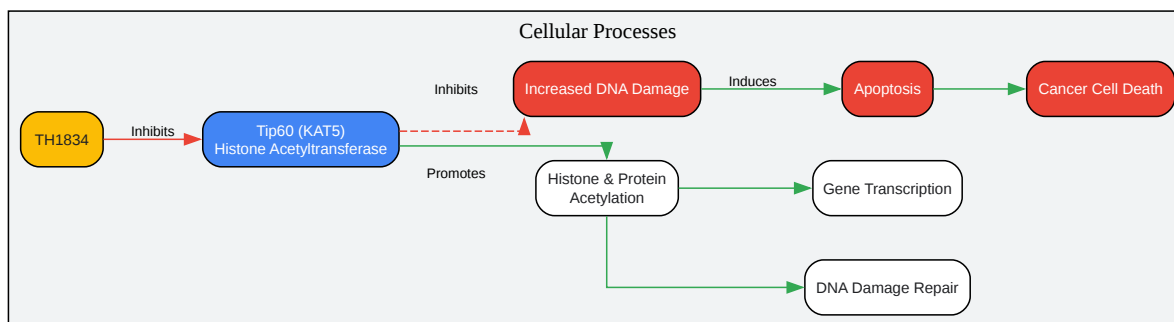 Cellular Processes
Inhibits
Increased DNA Damage
Induces
Apoptosis
Cancer Cell Death
TH1834
Inhibits
Tip60 (KAT5)
Histone Acetyltransferase
Promotes
Histone & Protein
Acetylation
Gene Transcription
DNA Damage Repair